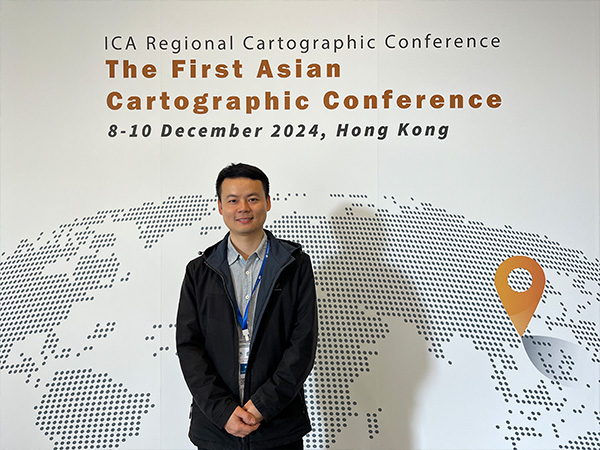 ICA Regional Cartographic Conference
The First Asian
Cartographic Conference
8-10 December 2024, Hong Kong